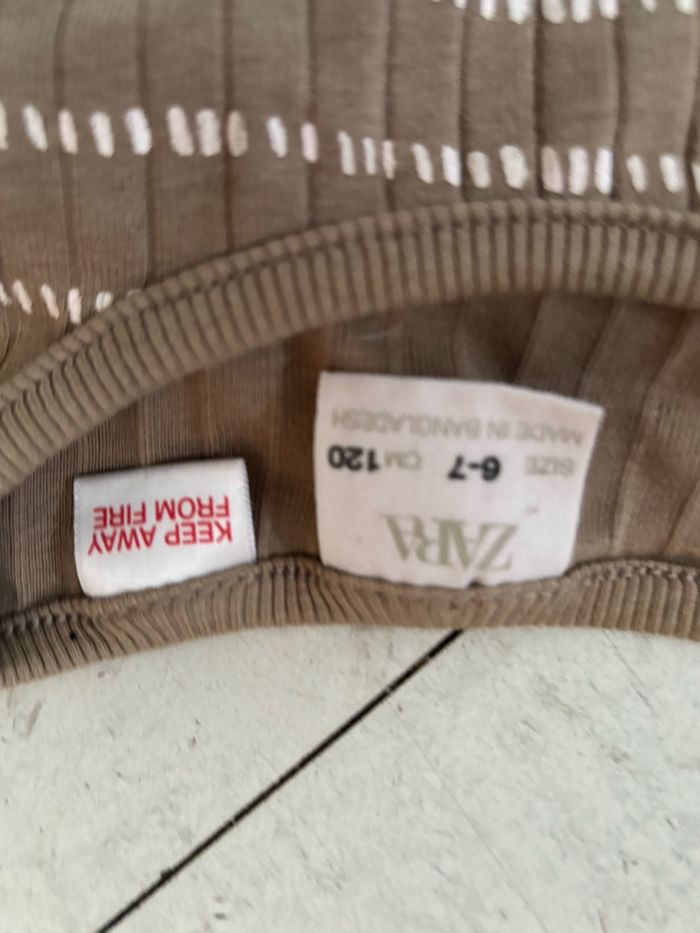 ZARA
SIZE 6-7 CM 120
MADE IN BANGLADESH
KEEP AWAY
FROM FIRE